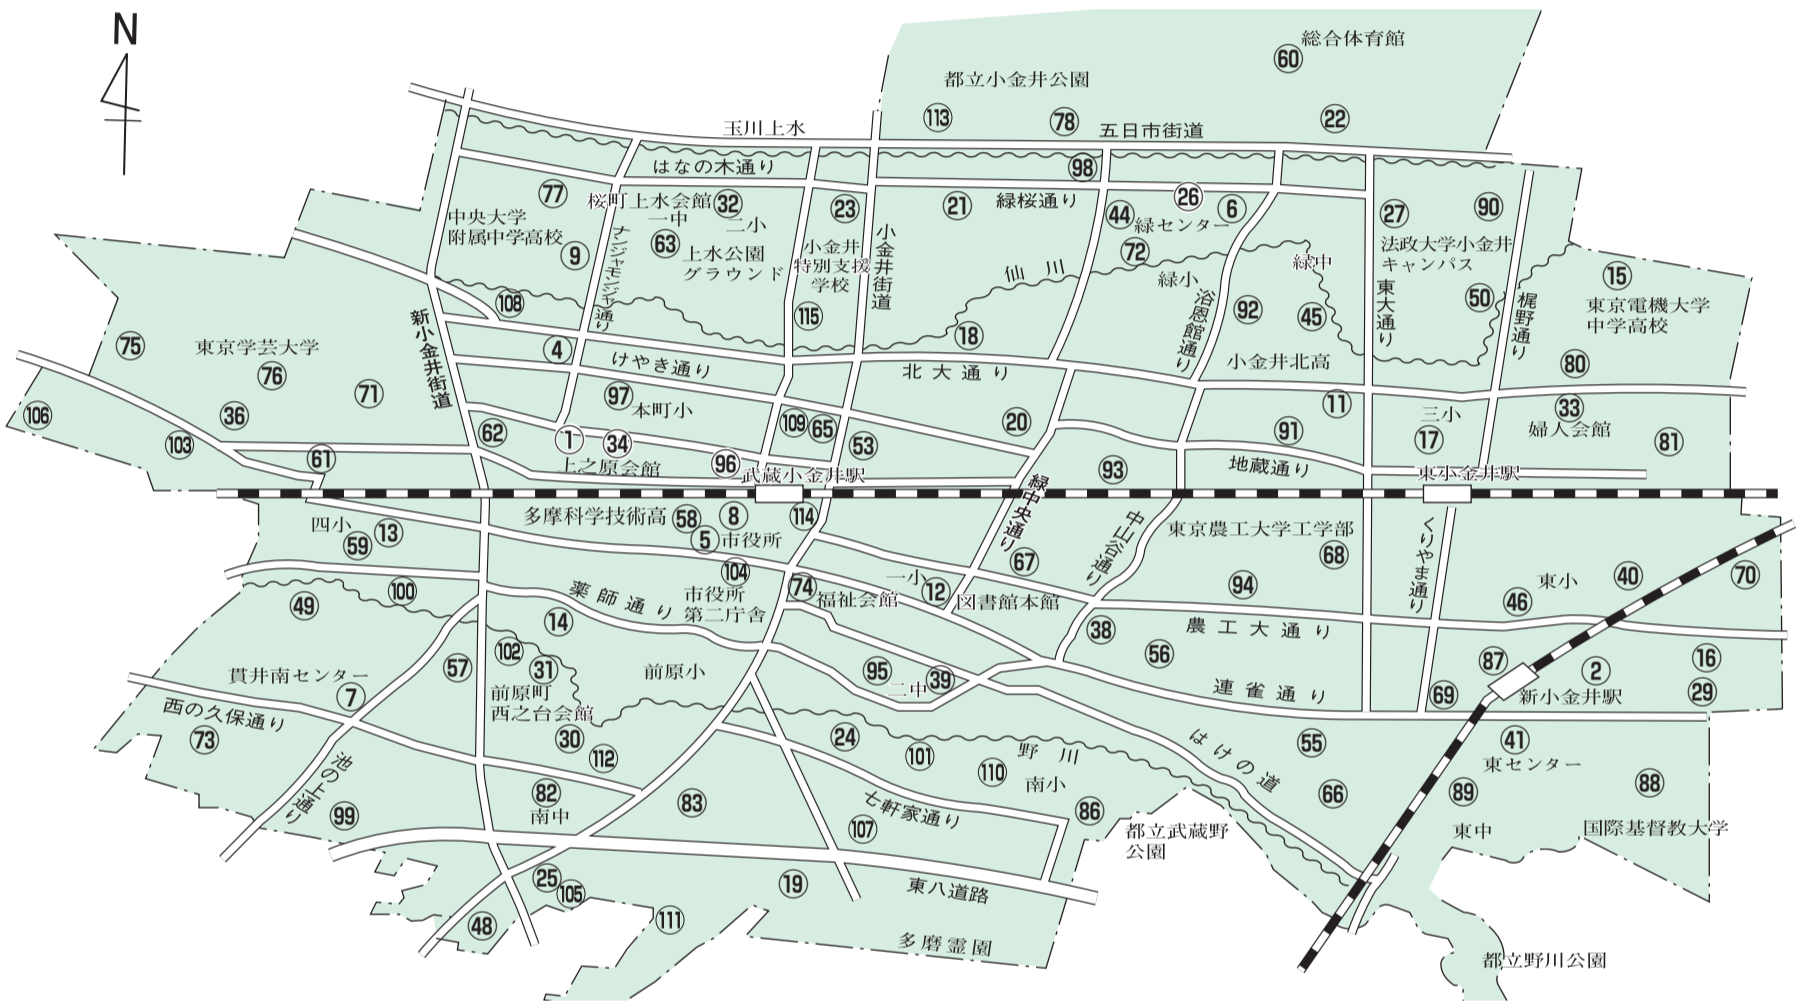 N
総合体育館
60
都立小金井公園
113
78
22
玉川上水
五日市街道
はなの木通り
98
77
桜町上水会館
32
23
21
緑桜通り
26
44
6
27
90
中央大学
附属中学高校
一中
二小
63
9
上水公園
グラウンド
ナンジャモンジャ通り
小金井
特別支援
学校
小金井街道
緑センター
72
仙川
緑小
緑中
法政大学小金井
キャンパス
15
50
東京電機大学
中学高校
108
115
18
浴恩館通り
92
45
東大通り
梶野通り
新小金井街道
75
東京学芸大学
76
71
4
けやき通り
北大通り
小金井北高
80
106
36
103
97
本町小
109
65
53
20
11
91
三小
17
33
婦人会館
81
62
1
34
61
上之原会館
96
武蔵小金井駅
93
地蔵通り
東小金井駅
緑中央通り
四小
59
13
多摩科学技術高
58
8
114
5
市役所
中山谷通り
東京農工大学工学部
68
くりやま通り
67
104
74
一小
12
94
東小
40
70
49
100
薬師通り
市役所
第二庁舎
福祉会館
図書館本館
46
14
38
農工大通り
56
102
31
57
前原小
95
39
二中
87
2
16
貫井南センター
7
前原町
西之台会館
連雀通り
69
新小金井駅
29
西の久保通り
73
30
112
24
101
野川
110
南小
はけの道
55
41
東センター
池の上通り
99
82
南中
83
七軒家通り
86
66
89
88
107
都立武蔵野
公園
東中
国際基督教大学
25
105
19
東八道路
48
111
多磨霊園
都立野川公園